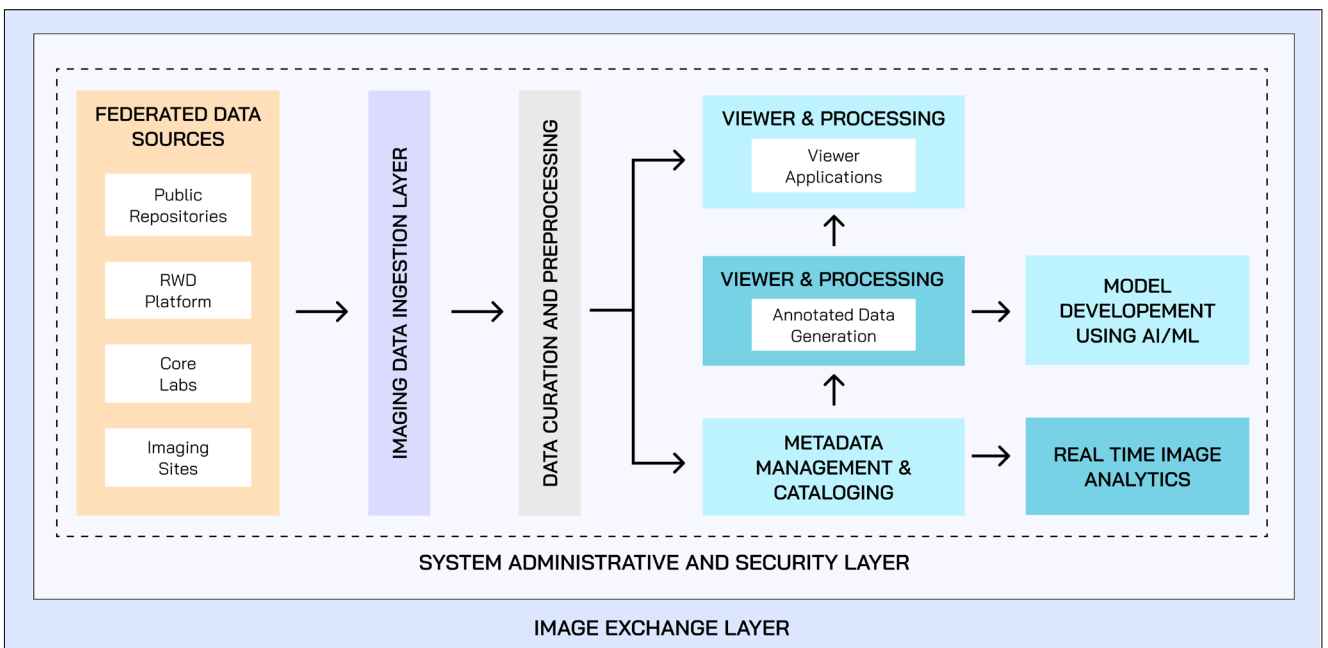 FEDERATED DATA
SOURCES
Public
Repositories
RWD
Platform
Core
Labs
Imaging
Sites
IMAGING DATA INGESTION LAYER
DATA CURATION AND PREPROCESSING
VIEWER & PROCESSING
Viewer
Applications
VIEWER & PROCESSING
Annotated Data
Generation
MODEL
DEVELOPEMENT
USING AI/ML
METADATA
MANAGEMENT &
CATALOGING
REAL TIME IMAGE
ANALYTICS
SYSTEM ADMINISTRATIVE AND SECURITY LAYER
IMAGE EXCHANGE LAYER